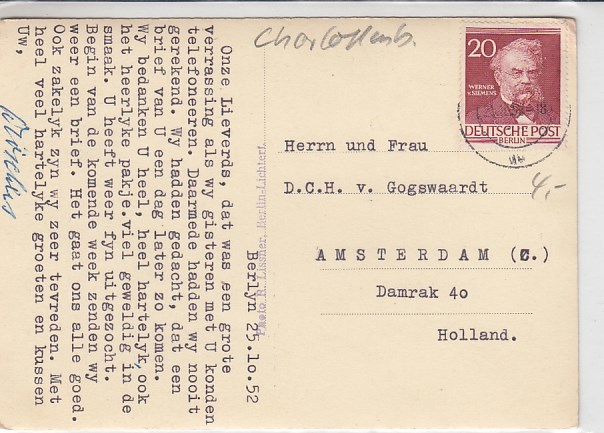 Berlyn 25.10.52
Onze Lieverds, dat was een grote
verrassing als wy gisteren met U konden
telefoneeren. Daarmede hadden wy nooit
gerekend. Wy hadden gedacht, dat een
brief van U een dag later zo komen.
Wy bedanken U heel, heel hartelyk, ook
het heerlyke pakje.viel geweldig in de
smaak. U heeft weer fyn uitgezocht.
Begin van de komende week zenden wy
weer een brief. Het gaat ons alle goed.
Ook zakelyk zyn wy zeer tevreden. Met
heel veel hartelyke groeten en kussen
Uw,
Photo R. Lissner, Berlin-Lichterf.
Charlottenb.
20
WERNER
v. SIEMENS
DEUTSCHE POST
BERLIN
Herrn und Frau
D.C.H. v. Gogswaardt
4,-
AMSTERDAM (C.)
Damrak 40
Holland.